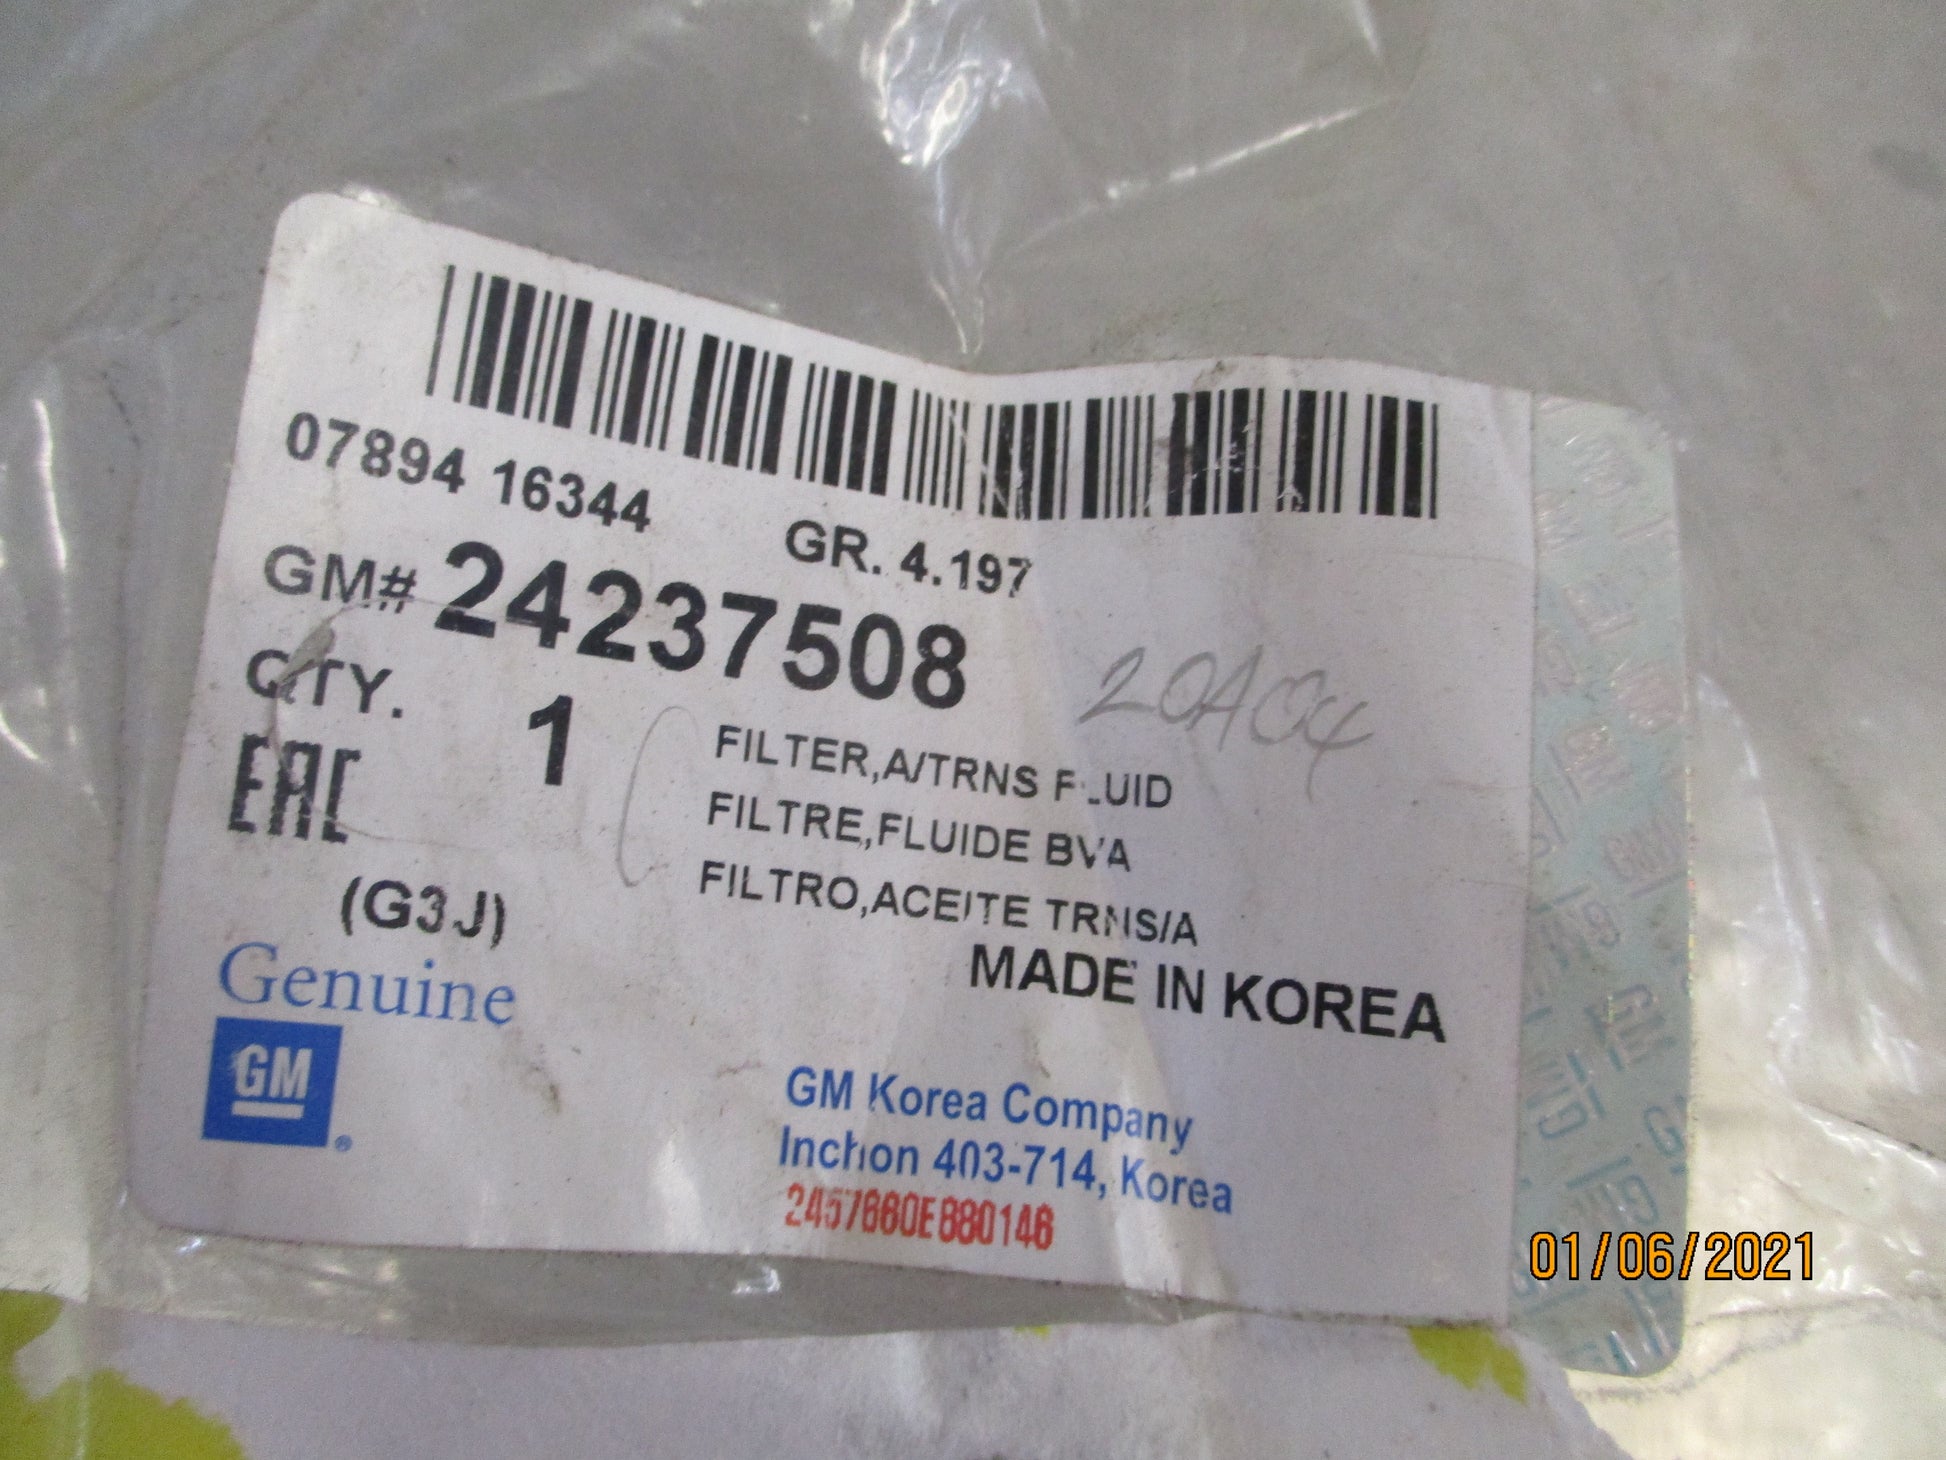 07894 16344
GR. 4.197
GM# 24237508
20A04
QTY. 1
FILTER,A/TRNS FLUID
FILTRE,FLUIDE BVA
FILTRO,ACEITE TRNS/A
EAC
(G3J)
MADE IN KOREA
Genuine
GM
®
GM Korea Company
Inchon 403-714, Korea
01/06/2021